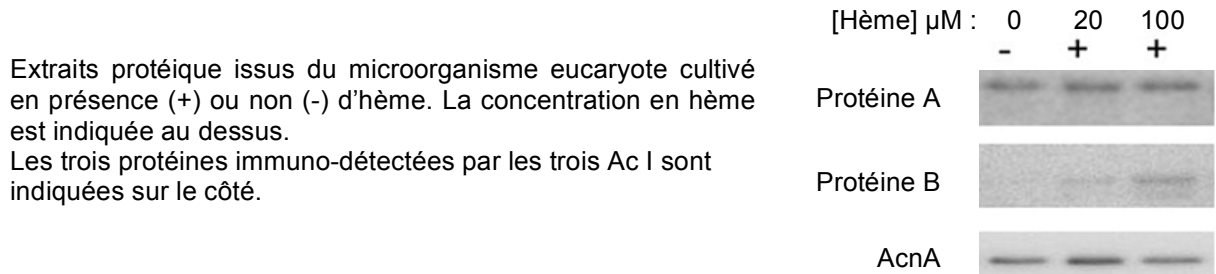 [Hème] µM : 0 20 100
- + +
Extraits protéique issus du microorganisme eucaryote cultivé
en présence (+) ou non (-) d'hème. La concentration en hème
est indiquée au dessus.
Les trois protéines immuno-détectées par les trois Ac I sont
indiquées sur le côté.
Protéine A
Protéine B
AcnA